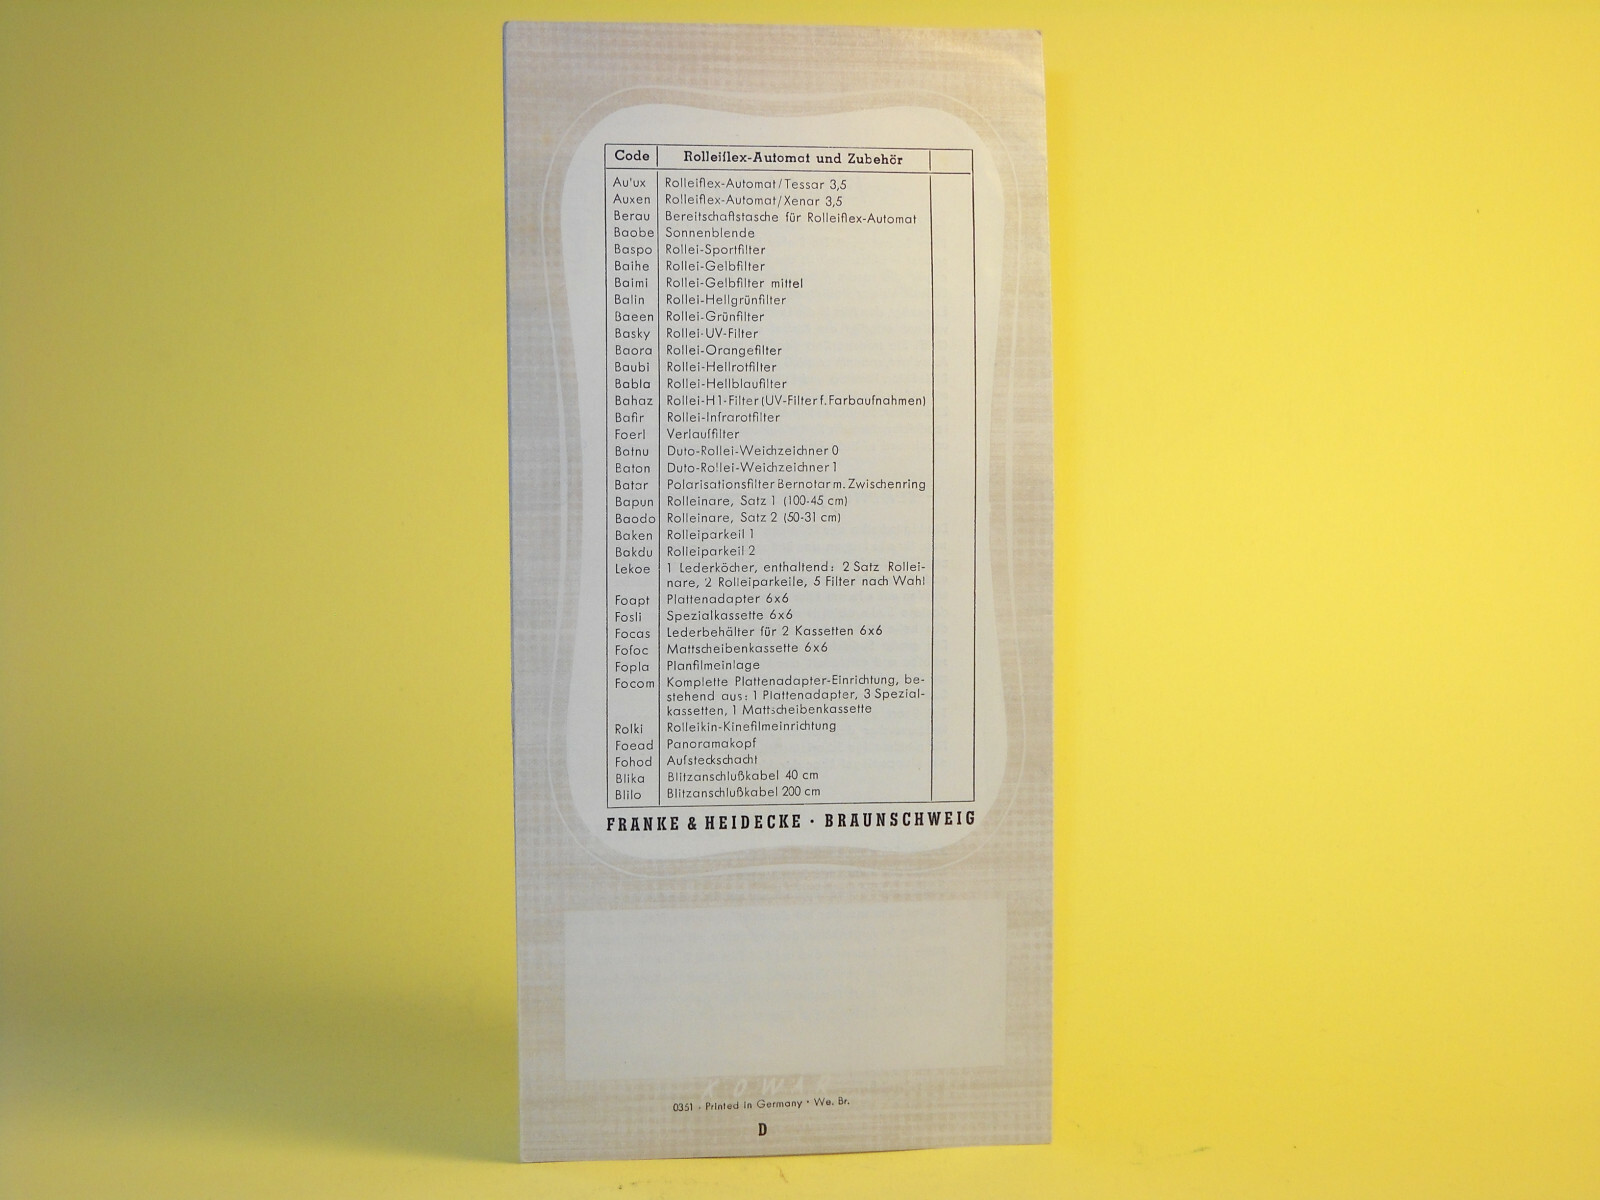 Code Rolleiflex-Automat und Zubehör
Au'ux Rolleiflex-Automat/Tessar 3,5
Auxen Rolleiflex-Automat/Xenar 3,5
Berau Bereitschaftstasche für Rolleiflex-Automat
Baobe Sonnenblende
Baspo Rollei-Sportfilter
Baihe Rollei-Gelbfilter
Baimi Rollei-Gelbfilter mittel
Balin Rollei-Hellgrünfilter
Baeen Rollei-Grünfilter
Basky Rollei-UV-Filter
Baora Rollei-Orangefilter
Baubi Rollei-Hellrotfilter
Babla Rollei-Hellblaufilter
Bahaz Rollei-H1-Filter (UV-Filter f. Farbaufnahmen)
Bafir Rollei-Infrarotfilter
Foerl Verlauffilter
Batnu Duto-Rollei-Weichzeichner 0
Baton Duto-Rollei-Weichzeichner 1
Batar Polarisationsfilter Bernotar m. Zwischenring
Bapun Rolleinare, Satz 1 (100-45 cm)
Baodo Rolleinare, Satz 2 (50-31 cm)
Baken Rolleiparkeil 1
Bakdu Rolleiparkeil 2
Lekoe 1 Lederköcher, enthaltend: 2 Satz Rollei-
nare, 2 Rolleiparkeile, 5 Filter nach Wahl
Foapt Plattenadapter 6x6
Fosli Spezialkassette 6x6
Focas Lederbehälter für 2 Kassetten 6x6
Fofoc Mattscheibenkassette 6x6
Fopla Planfilmeinlage
Focom Komplette Plattenadapter-Einrichtung, be-
stehend aus: 1 Plattenadapter, 3 Spezial-
kassetten, 1 Mattscheibenkassette
Rolki Rolleikin-Kinefilmeinrichtung
Foead Panoramakopf
Fohod Aufsteckschacht
Blika Blitzanschlußkabel 40 cm
Blilo Blitzanschlußkabel 200 cm
FRANKE & HEIDECKE · BRAUNSCHWEIG
ROWAR
0351 · Printed in Germany · We. Br.
D